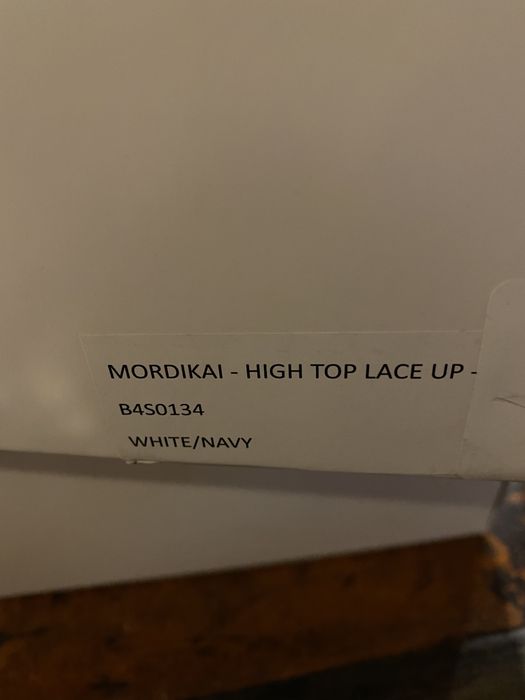 MORDIKAI - HIGH TOP LACE UP -
B4S0134
WHITE/NAVY